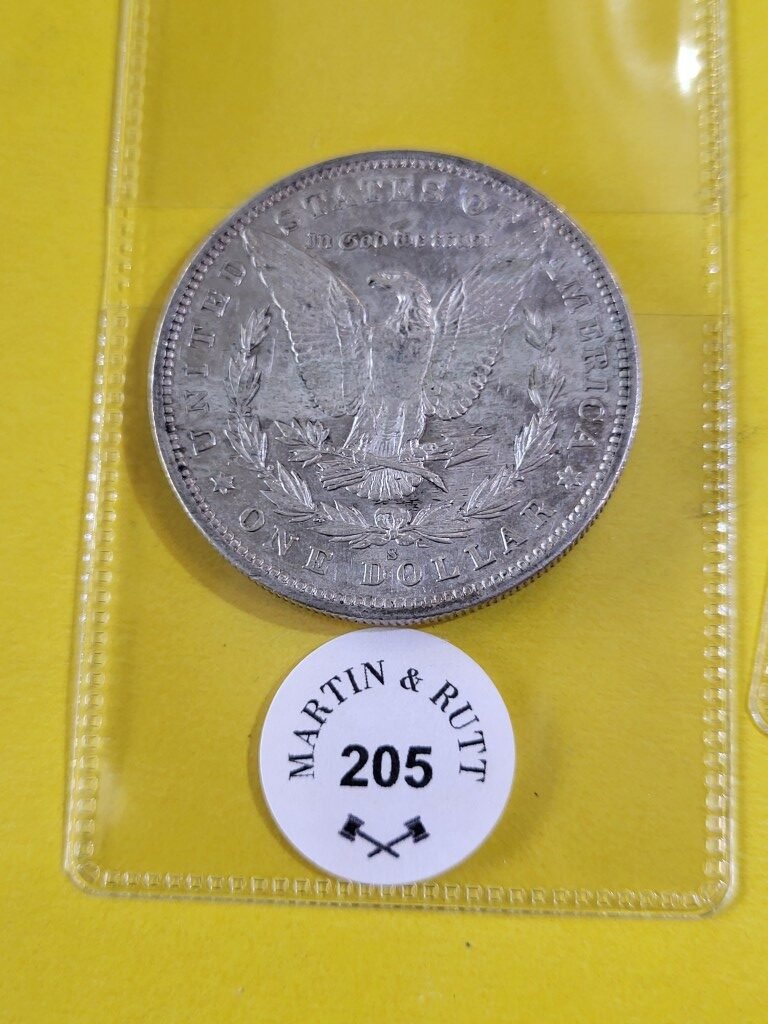 UNITED STATES OF AMERICA
In God We trust
S
ONE DOLLAR
MARTIN & RUTT
205